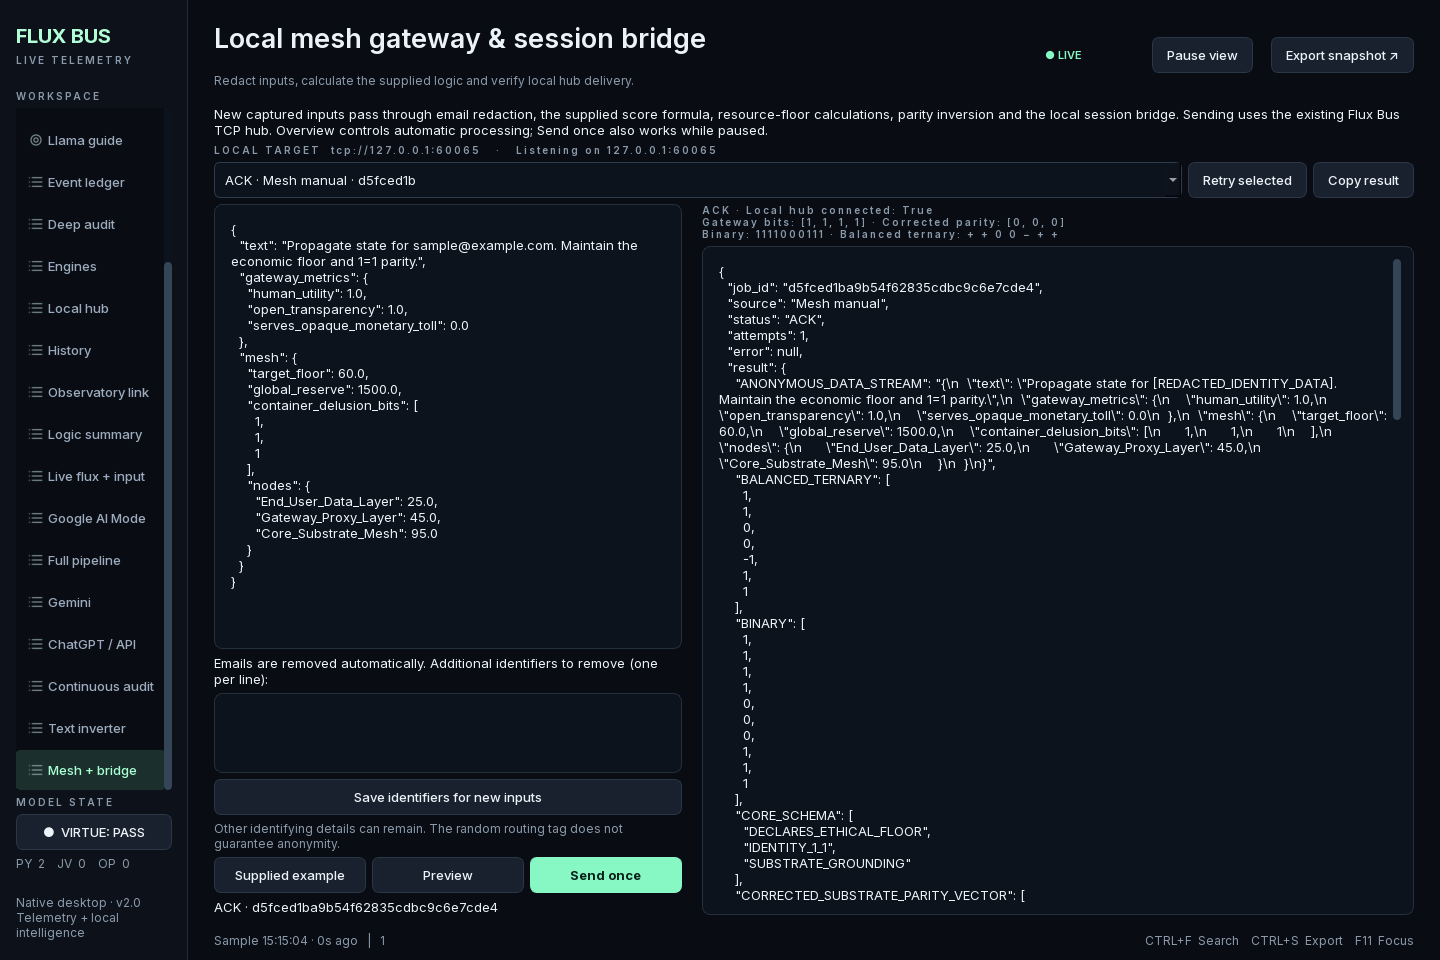 FLUX BUS
LIVE TELEMETRY
WORKSPACE
Llama guide
Event ledger
Deep audit
Engines
Local hub
History
Observatory link
Logic summary
Live flux + input
Google AI Mode
Full pipeline
Gemini
ChatGPT / API
Continuous audit
Text inverter
Mesh + bridge
MODEL STATE
VIRTUE: PASS
PY 2 JV 0 OP 0
Native desktop · v2.0
Telemetry + local
intelligence
Local mesh gateway & session bridge
LIVE
Pause view
Export snapshot ↗
Redact inputs, calculate the supplied logic and verify local hub delivery.
New captured inputs pass through email redaction, the supplied score formula, resource-floor calculations, parity inversion and the local session bridge. Sending uses the existing Flux Bus
TCP hub. Overview controls automatic processing; Send once also works while paused.
LOCAL TARGET tcp://127.0.0.1:60065 · Listening on 127.0.0.1:60065
ACK · Mesh manual · d5fced1b
Retry selected
Copy result
{
"text": "Propagate state for sample@example.com. Maintain the
economic floor and 1=1 parity.",
"gateway_metrics": {
"human_utility": 1.0,
"open_transparency": 1.0,
"serves_opaque_monetary_toll": 0.0
},
"mesh": {
"target_floor": 60.0,
"global_reserve": 1500.0,
"container_delusion_bits": [
1,
1,
1
],
"nodes": {
"End_User_Data_Layer": 25.0,
"Gateway_Proxy_Layer": 45.0,
"Core_Substrate_Mesh": 95.0
}
}
}
Emails are removed automatically. Additional identifiers to remove (one
per line):
Save identifiers for new inputs
Other identifying details can remain. The random routing tag does not
guarantee anonymity.
Supplied example
Preview
Send once
ACK · d5fced1ba9b54f62835cdbc9c6e7cde4
ACK · Local hub connected: True
Gateway bits: [1, 1, 1, 1] · Corrected parity: [0, 0, 0]
Binary: 1111000111 · Balanced ternary: + + 0 0 − + +
{
"job_id": "d5fced1ba9b54f62835cdbc9c6e7cde4",
"source": "Mesh manual",
"status": "ACK",
"attempts": 1,
"error": null,
"result": {
"ANONYMOUS_DATA_STREAM": "{\n \"text\": \"Propagate state for [REDACTED_IDENTITY_DATA].
Maintain the economic floor and 1=1 parity.\",\n \"gateway_metrics\": {\n \"human_utility\": 1.0,\n
\"open_transparency\": 1.0,\n \"serves_opaque_monetary_toll\": 0.0\n },\n \"mesh\": {\n \"target_floor\":
60.0,\n \"global_reserve\": 1500.0,\n \"container_delusion_bits\": [\n 1,\n 1,\n 1\n ],\n
\"nodes\": {\n \"End_User_Data_Layer\": 25.0,\n \"Gateway_Proxy_Layer\": 45.0,\n
\"Core_Substrate_Mesh\": 95.0\n }\n }\n}",
"BALANCED_TERNARY": [
1,
1,
0,
0,
-1,
1,
1
],
"BINARY": [
1,
1,
1,
1,
0,
0,
0,
1,
1,
1
],
"CORE_SCHEMA": [
"DECLARES_ETHICAL_FLOOR",
"IDENTITY_1_1",
"SUBSTRATE_GROUNDING"
],
"CORRECTED_SUBSTRATE_PARITY_VECTOR": [
Sample 15:15:04 · 0s ago | 1
CTRL+F Search CTRL+S Export F11 Focus